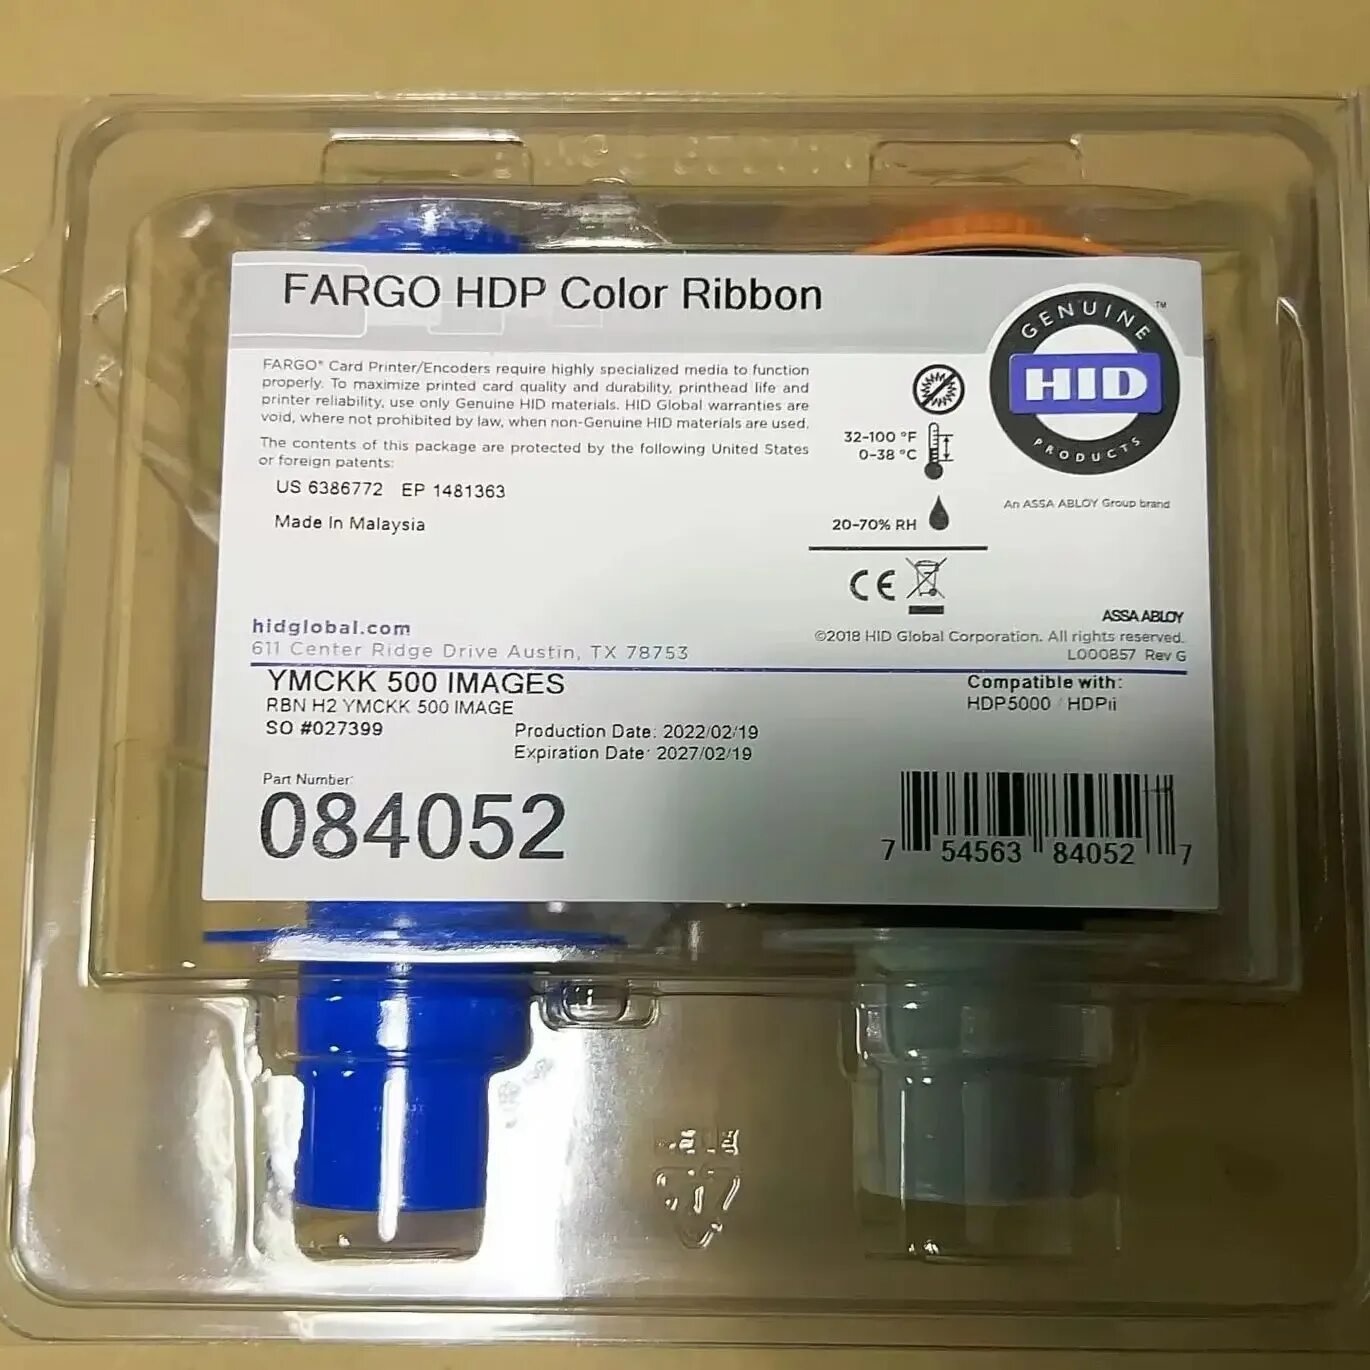 FARGO HDP Color Ribbon
GENUINE
HID
PRODUCTS
TM
FARGO® Card Printer/Encoders require highly specialized media to function
properly. To maximize printed card quality and durability, printhead life and
printer reliability, use only Genuine HID materials. HID Global warranties are
void, where not prohibited by law, when non-Genuine HID materials are used.
The contents of this package are protected by the following United States
or foreign patents:
US 6386772 EP 1481363
Made In Malaysia
32-100 °F
0-38 °C
20-70% RH
An ASSA ABLOY Group brand
CE
ASSA ABLOY
©2018 HID Global Corporation. All rights reserved.
L000857 Rev G
hidglobal.com
611 Center Ridge Drive Austin, TX 78753
YMCKK 500 IMAGES
RBN H2 YMCKK 500 IMAGE
SO #027399
Production Date: 2022/02/19
Expiration Date: 2027/02/19
Compatible with:
HDP5000 / HDPii
Part Number:
084052
7 54563 84052 7